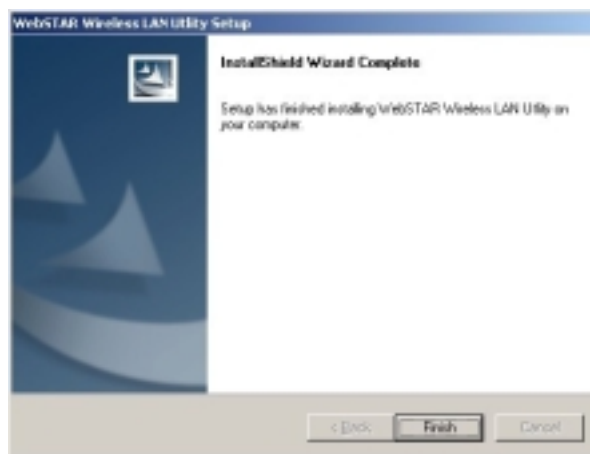 WebSTAR Wireless LAN Utility Setup
InstallShield Wizard Complete
Setup has finished installing WebSTAR Wireless LAN Utility on
your computer.
< Back
Finish
Cancel